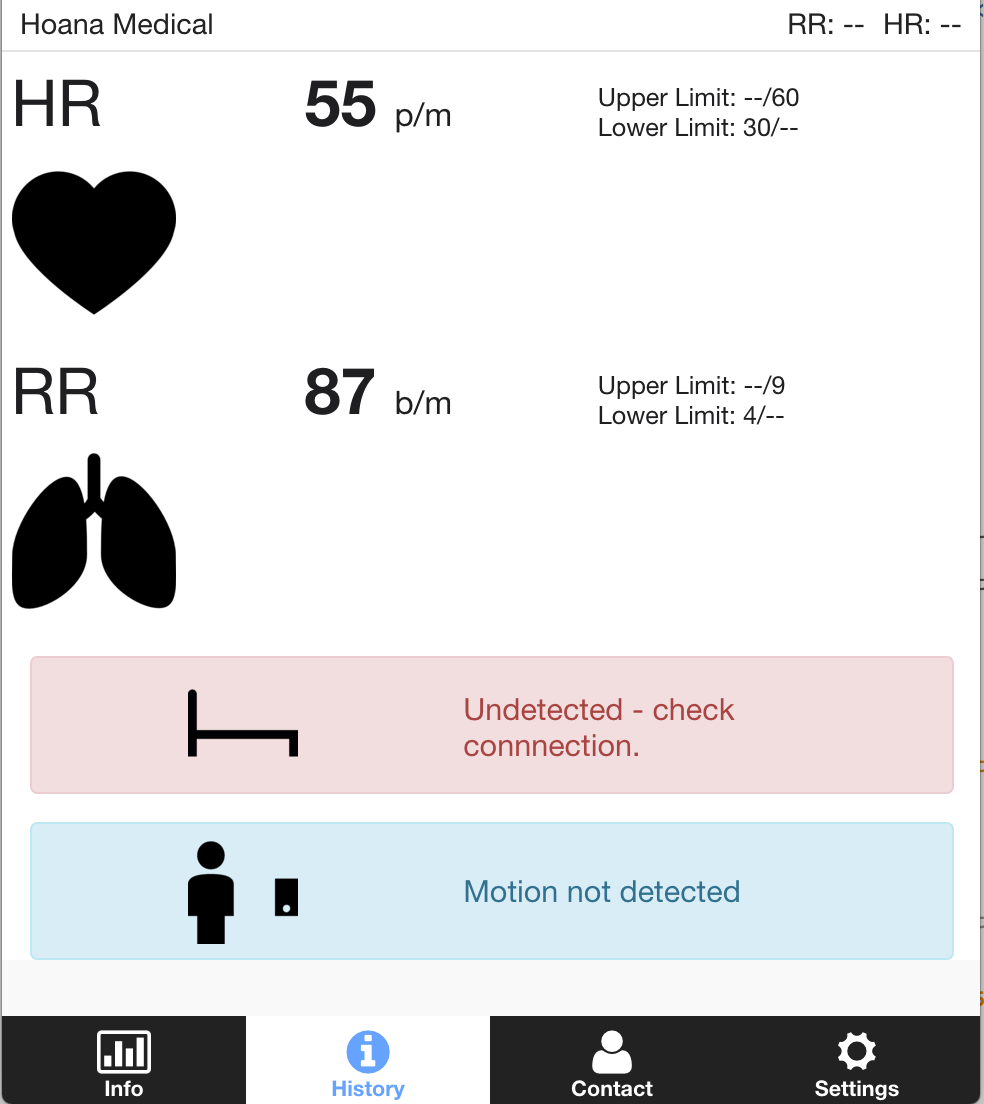 Hoana Medical RR: -- HR: --
HR 55 p/m Upper Limit: --/60
Lower Limit: 30/--
RR 87 b/m Upper Limit: --/9
Lower Limit: 4/--
Undetected - check
connnection.
Motion not detected
Info History Contact Settings